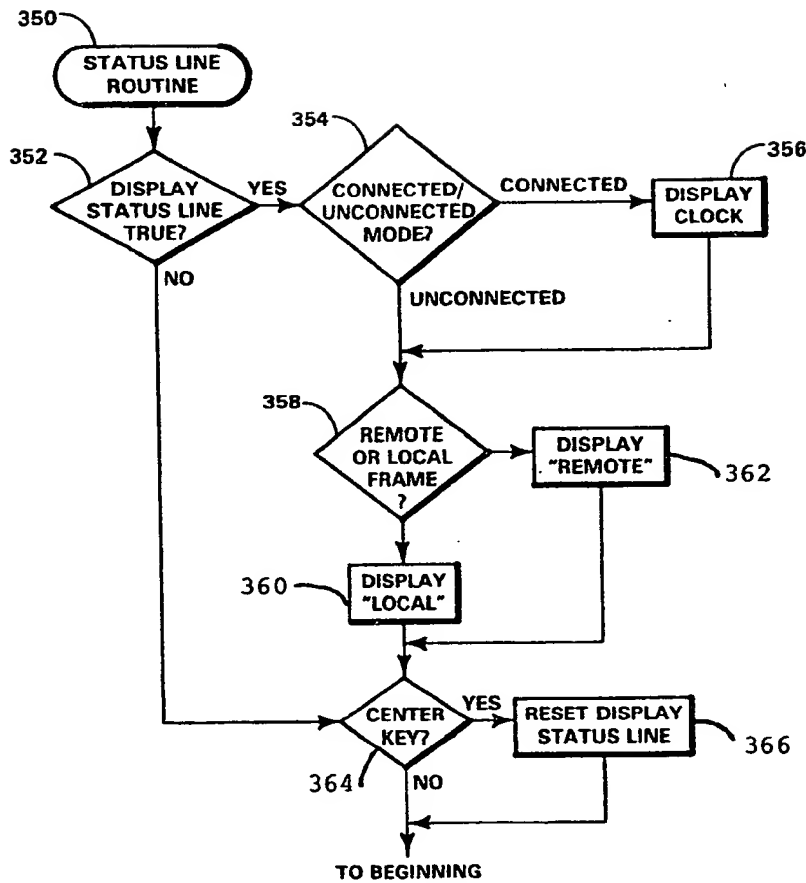 350
STATUS LINE
ROUTINE
352
DISPLAY
STATUS LINE
TRUE?
YES
NO
354
CONNECTED/
UNCONNECTED
MODE?
CONNECTED
UNCONNECTED
356
DISPLAY
CLOCK
358
REMOTE
OR LOCAL
FRAME
?
DISPLAY
"REMOTE"
362
360
DISPLAY
"LOCAL"
CENTER
KEY?
364
YES
NO
RESET DISPLAY
STATUS LINE
366
TO BEGINNING